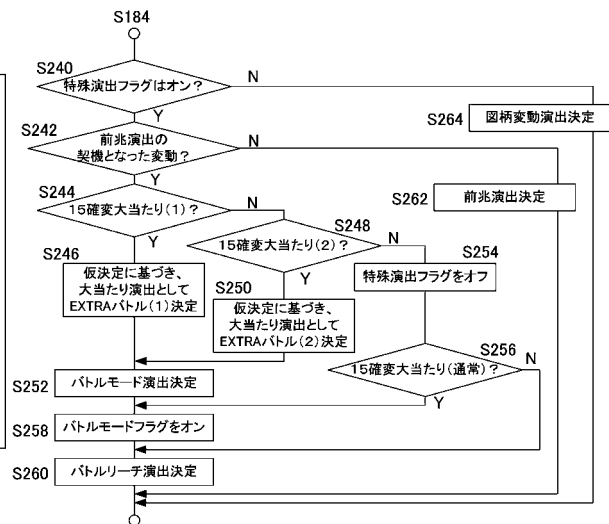 S184
S240
特殊演出フラグはオン？
N
Y
S264
図柄変動演出決定
S242
前兆演出の
契機となった変動？
N
Y
S262
前兆演出決定
S244
15確変大当たり(1)？
N
Y
S248
15確変大当たり(2)？
N
Y
S246
仮決定に基づき、
大当たり演出として
EXTRAバトル(1)決定
S250
仮決定に基づき、
大当たり演出として
EXTRAバトル(2)決定
S254
特殊演出フラグをオフ
S256
15確変大当たり(通常)？
N
Y
S252
バトルモード演出決定
S258
バトルモードフラグをオン
S260
バトルリーチ演出決定